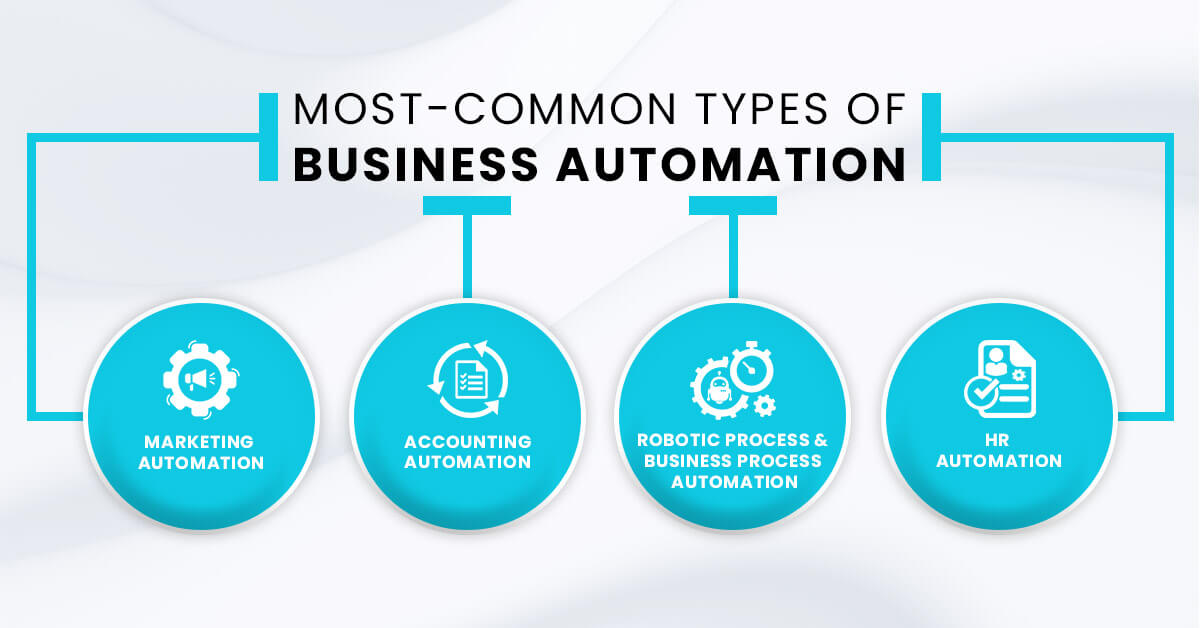 MOST-COMMON TYPES OF
BUSINESS AUTOMATION
MARKETING
AUTOMATION
ACCOUNTING
AUTOMATION
ROBOTIC PROCESS &
BUSINESS PROCESS
AUTOMATION
HR
AUTOMATION